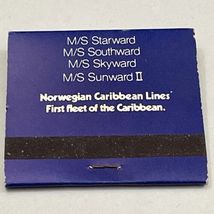 M/S Starward
M/S Southward
M/S Skyward
M/S Sunward II
Norwegian Caribbean Lines
First fleet of the Caribbean.